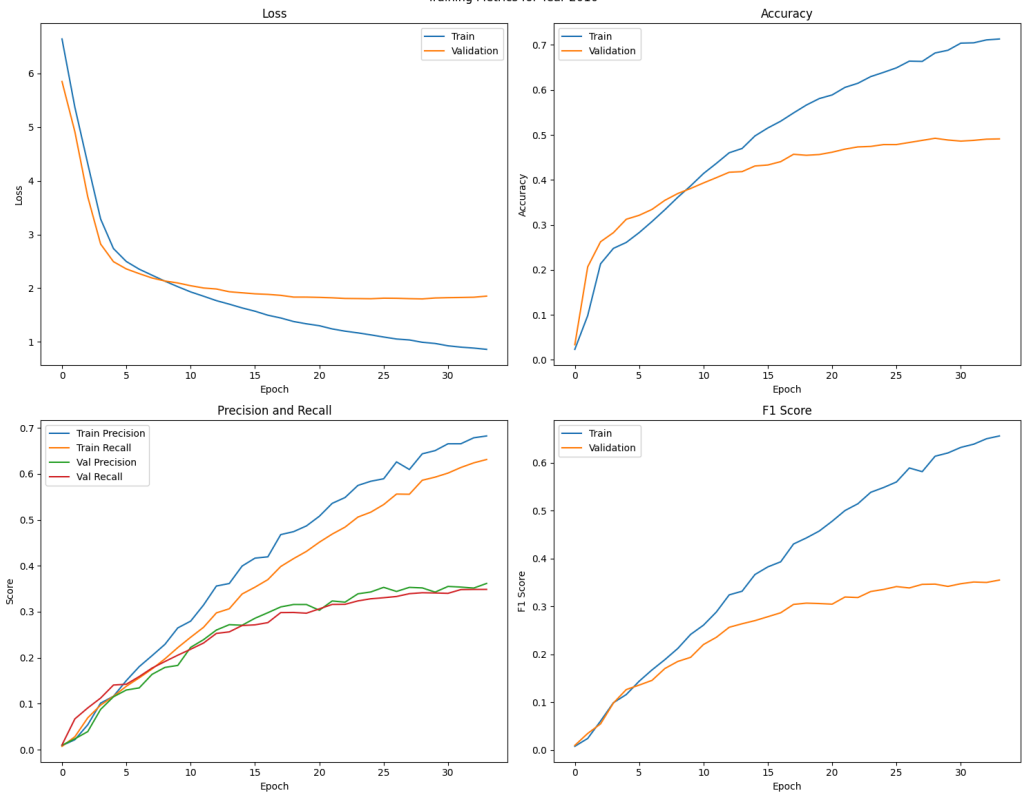 Loss
Train
Validation
6
5
4
3
2
1
Loss
0
5
10
15
20
25
30
Epoch
Accuracy
Train
Validation
0.7
0.6
0.5
0.4
0.3
0.2
0.1
0.0
Accuracy
0
5
10
15
20
25
30
Epoch
Precision and Recall
Train Precision
Train Recall
Val Precision
Val Recall
0.7
0.6
0.5
0.4
0.3
0.2
0.1
0.0
Score
0
5
10
15
20
25
30
Epoch
F1 Score
Train
Validation
0.6
0.5
0.4
0.3
0.2
0.1
0.0
F1 Score
0
5
10
15
20
25
30
Epoch